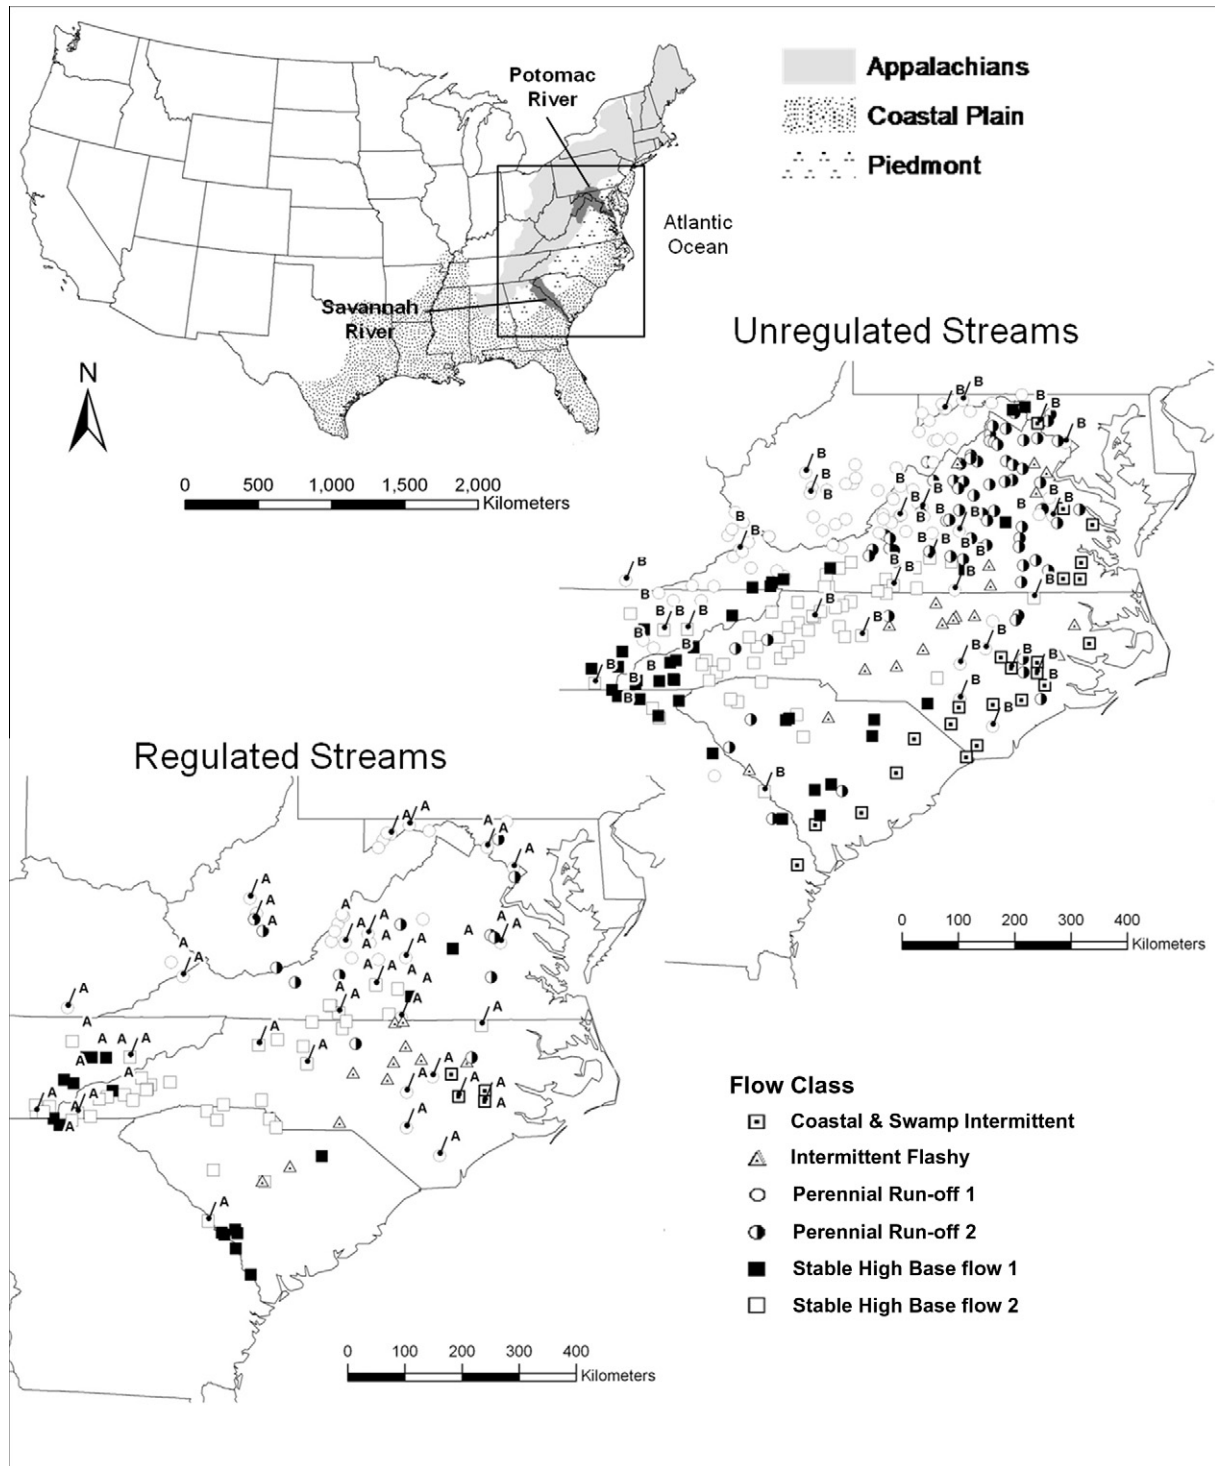 Potomac
River
Appalachians
Coastal Plain
Piedmont
Atlantic
Ocean
Savannah
River
N
0 500 1,000 1,500 2,000
Kilometers
Unregulated Streams
B B
B B
B
B
B
B B
B B
B B
B B B
B B B
B B
B B B
B B B
B B
B B B
B B B
B B
B B
B
0 100 200 300 400
Kilometers
Regulated Streams
A A
A A
A
A
A
A
A A A
A A A
A A
A A
A A A
A A
A A A
A A A A
A A A
A A A
A A
A A
A
A
A
0 100 200 300 400
Kilometers
Flow Class
Coastal & Swamp Intermittent
Intermittent Flashy
Perennial Run-off 1
Perennial Run-off 2
Stable High Base flow 1
Stable High Base flow 2